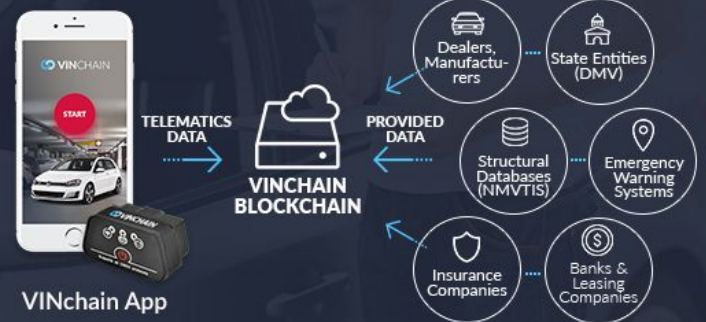 VINCHAIN
START
VINCHAIN
VINchain App
TELEMATICS
DATA
VINCHAIN
BLOCKCHAIN
PROVIDED
DATA
Dealers,
Manufactu-
rers
State Entities
(DMV)
Structural
Databases
(NMVTIS)
Emergency
Warning
Systems
Insurance
Companies
Banks &
Leasing
Companies